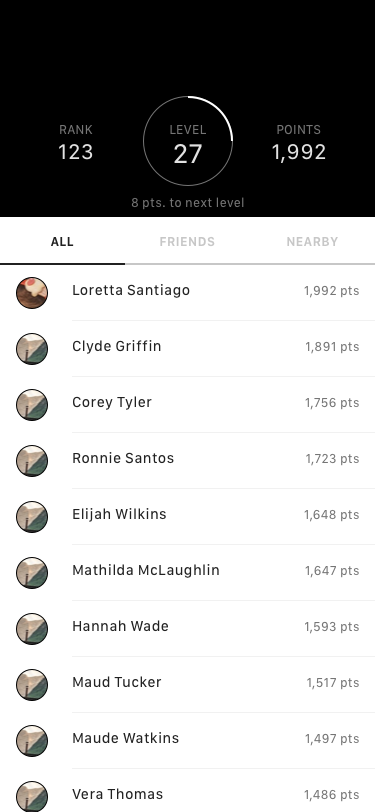 RANK
123
LEVEL
27
POINTS
1,992
8 pts. to next level
ALL
FRIENDS
NEARBY
Loretta Santiago
1,992 pts
Clyde Griffin
1,891 pts
Corey Tyler
1,756 pts
Ronnie Santos
1,723 pts
Elijah Wilkins
1,648 pts
Mathilda McLaughlin
1,647 pts
Hannah Wade
1,593 pts
Maud Tucker
1,517 pts
Maude Watkins
1,497 pts
Vera Thomas
1,486 pts